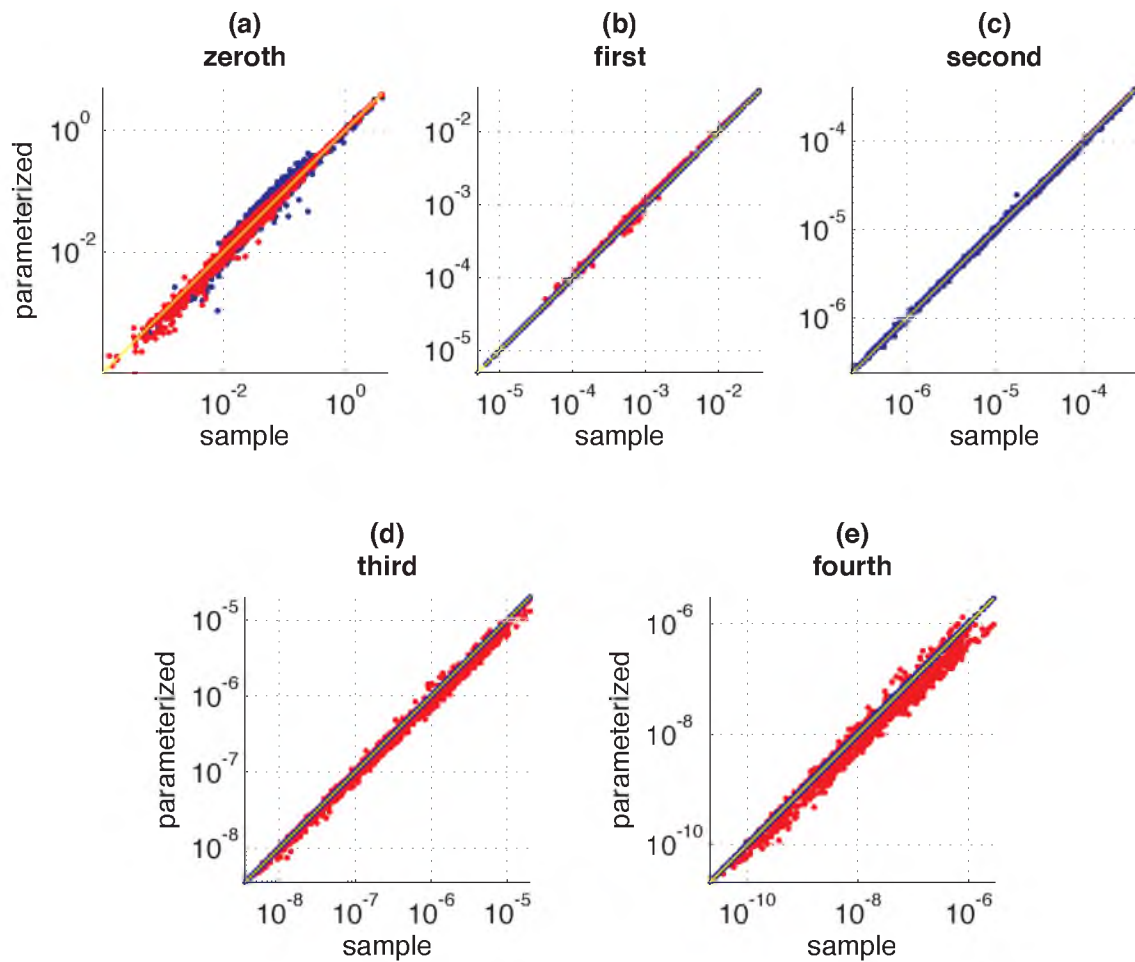 (a)
zeroth
parameterized
10^0
10^-2
10^-2 10^0
sample
(b)
first
10^-2
10^-3
10^-4
10^-5
10^-5 10^-4 10^-3 10^-2
sample
(c)
second
10^-4
10^-5
10^-6
10^-6 10^-5 10^-4
sample
(d)
third
parameterized
10^-5
10^-6
10^-7
10^-8
10^-8 10^-7 10^-6 10^-5
sample
(e)
fourth
parameterized
10^-6
10^-8
10^-10
10^-10 10^-8 10^-6
sample